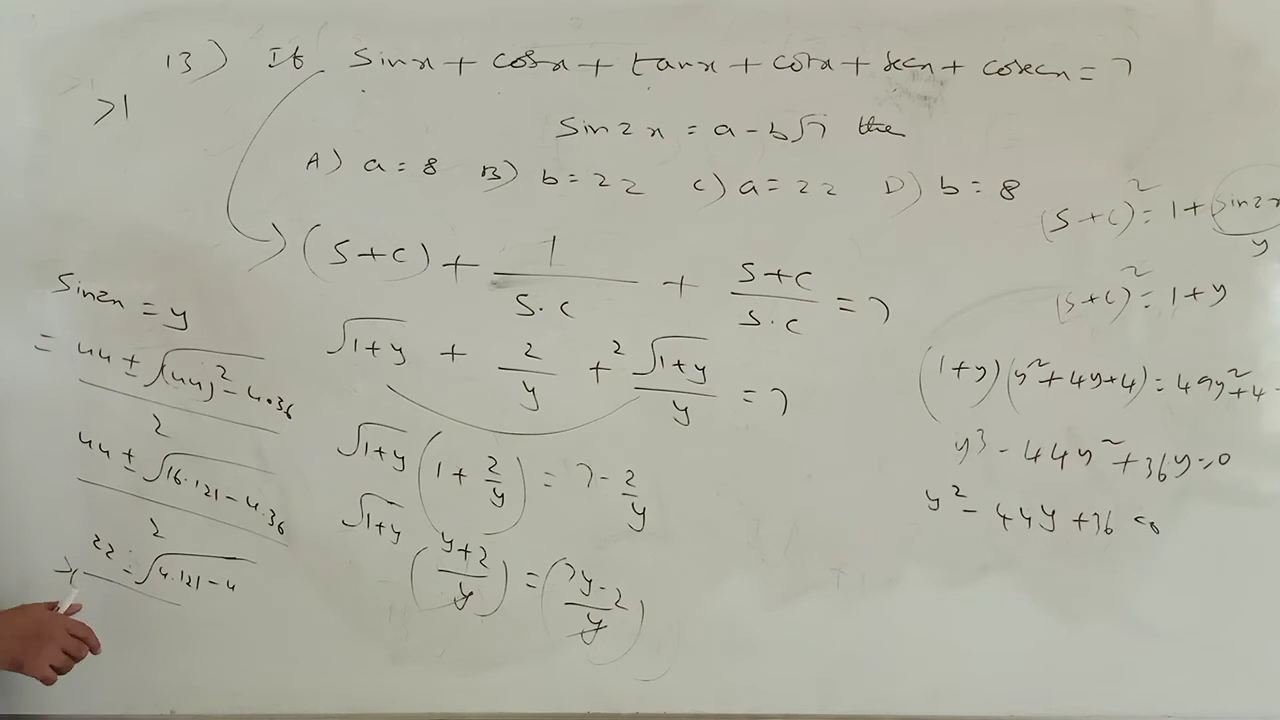 13) If sinx + cosx + tanx + cotx + secx + cosecx = 7
>1
sin2x = a - b√7 the
A) a = 8 B) b = 22 C) a = 22 D) b = 8
(S+C)² = 1 + sin2x
y
(S+C) + 1/S.C + S+C/S.C = 7
(S+C)² = 1 + y
sin2x = y
√1+y + 2/y + 2√1+y/y = 7
= 44 ± √(44)² - 4.36 / 2
(1+y)(y²+4y+4) = 49y²+4-
√1+y (1 + 2/y) = 7 - 2/y
y³ - 44y² + 36y = 0
44 ± √16.121 - 4.36 / 2
y² - 44y + 36 = 0
√1+y (y+2/y) = (7y-2/y)
22 - √4.121 - 4